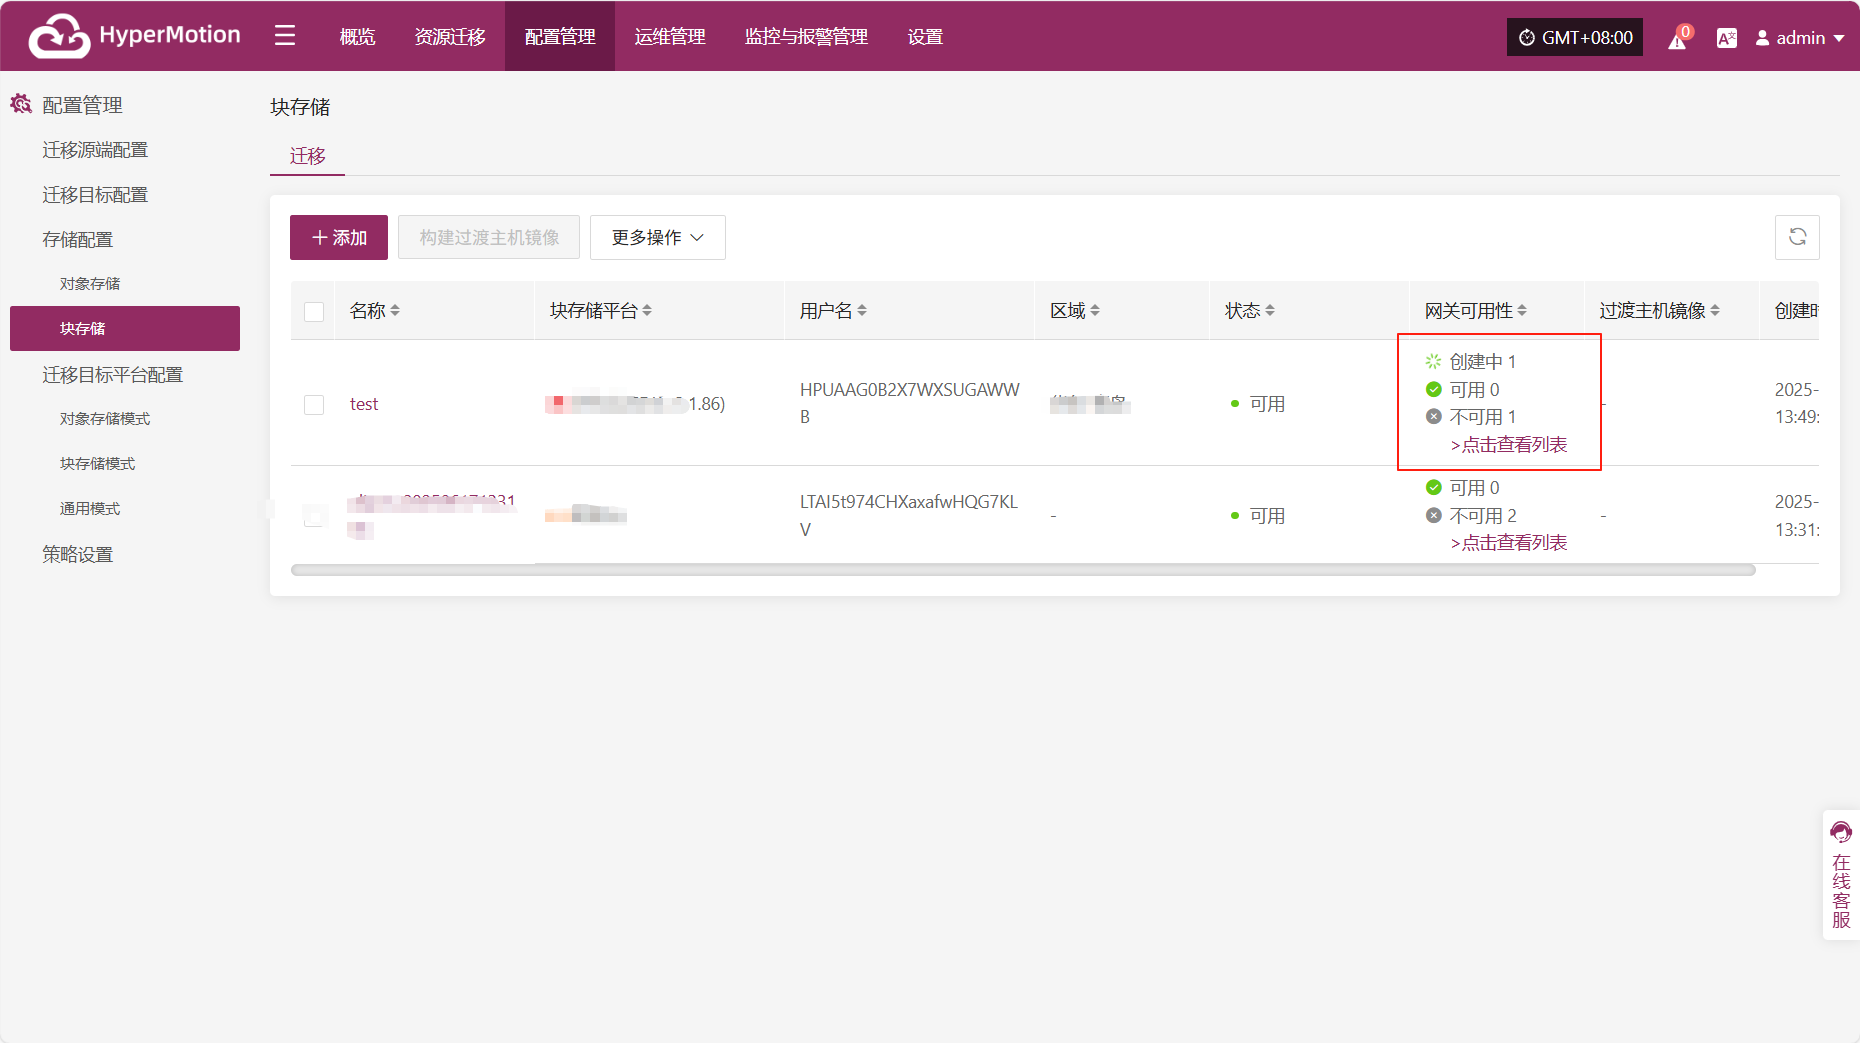 HyperMotion
概览
资源迁移
配置管理
运维管理
监控与报警管理
设置
GMT+08:00
0
admin
配置管理
迁移源端配置
迁移目标配置
存储配置
对象存储
块存储
迁移目标平台配置
对象存储模式
块存储模式
通用模式
策略设置
块存储
迁移
添加
构建过渡主机镜像
更多操作
名称
块存储平台
用户名
区域
状态
网关可用性
过渡主机镜像
创建时
test
1.86)
HPUAAG0B2X7WXSUGAWW
B
可用
创建中 1
可用 0
不可用 1
>点击查看列表
-
2025-
13:49:
LTAI5t974CHXaxafwHQG7KL
V
-
可用
可用 0
不可用 2
>点击查看列表
-
2025-
13:31:
在线客服